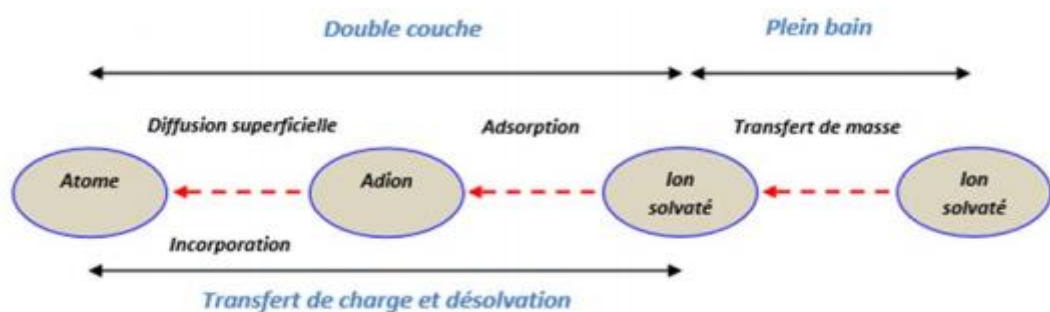 Double couche
Plein bain
Diffusion superficielle
Adsorption
Transfert de masse
Atome
Adion
Ion
solvaté
Ion
solvaté
Incorporation
Transfert de charge et désolvation